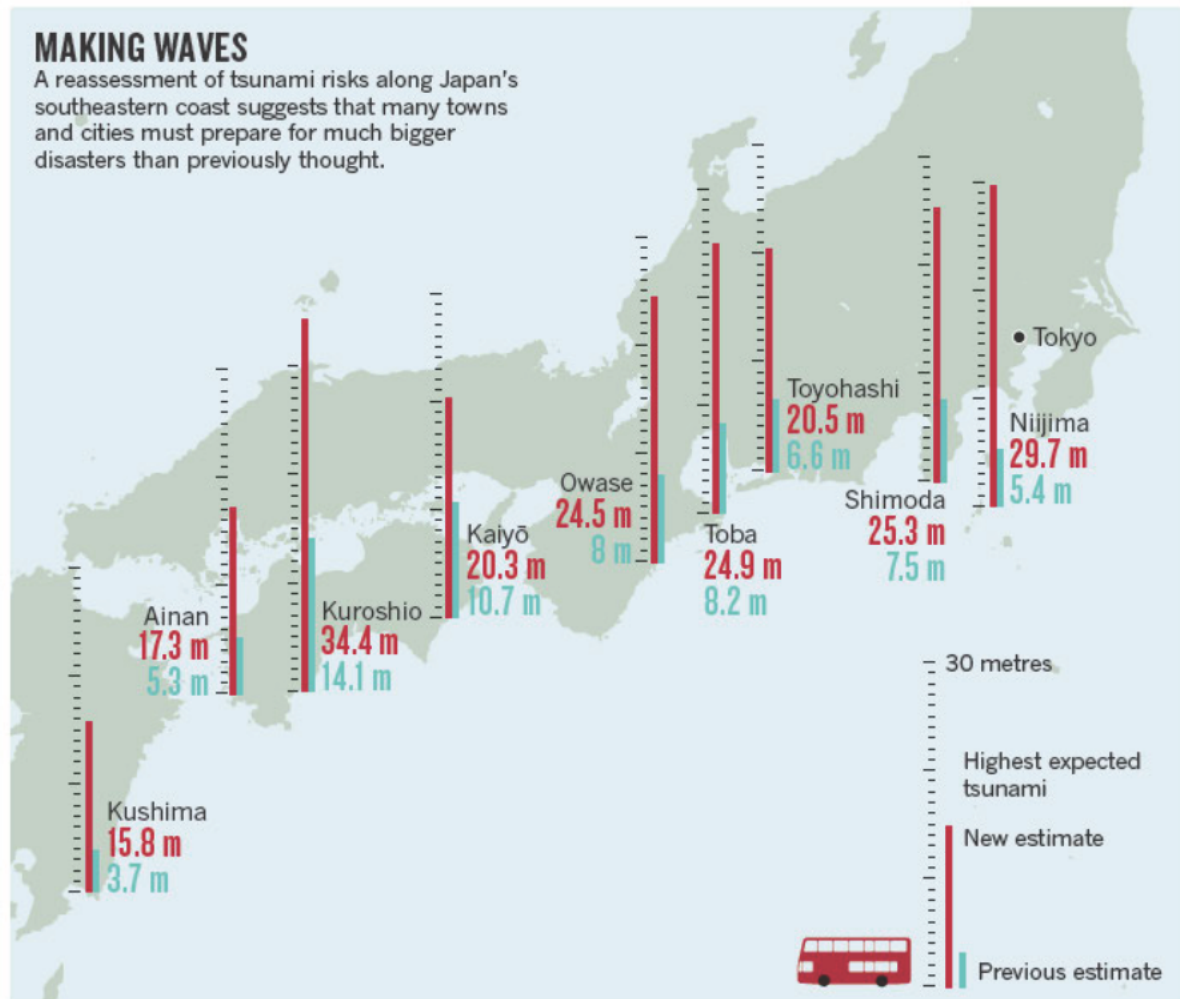 MAKING WAVES
A reassessment of tsunami risks along Japan's
southeastern coast suggests that many towns
and cities must prepare for much bigger
disasters than previously thought.
Tokyo
Toyohashi
20.5 m
6.6 m
Niijima
29.7 m
5.4 m
Owase
24.5 m
8 m
Shimoda
25.3 m
7.5 m
Toba
24.9 m
8.2 m
Kaiyō
20.3 m
10.7 m
Kuroshio
34.4 m
14.1 m
Ainan
17.3 m
5.3 m
Kushima
15.8 m
3.7 m
30 metres
Highest expected
tsunami
New estimate
Previous estimate